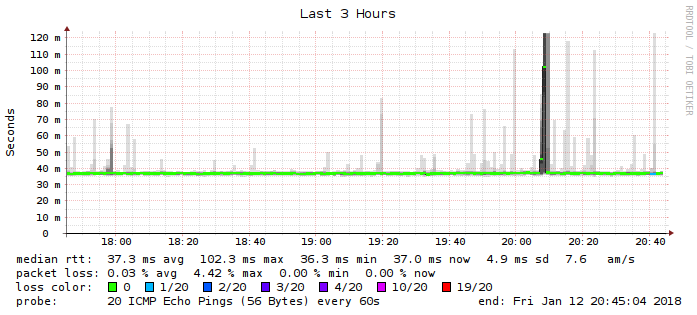 Last 3 Hours
RRDTOOL / TOBI OETIKER
Seconds
120 m
110 m
100 m
90 m
80 m
70 m
60 m
50 m
40 m
30 m
20 m
10 m
0
18:00 18:20 18:40 19:00 19:20 19:40 20:00 20:20 20:40
median rtt: 37.3 ms avg 102.3 ms max 36.3 ms min 37.0 ms now 4.9 ms sd 7.6 am/s
packet loss: 0.03 % avg 4.42 % max 0.00 % min 0.00 % now
loss color: 0 1/20 2/20 3/20 4/20 10/20 19/20
probe: 20 ICMP Echo Pings (56 Bytes) every 60s end: Fri Jan 12 20:45:04 2018